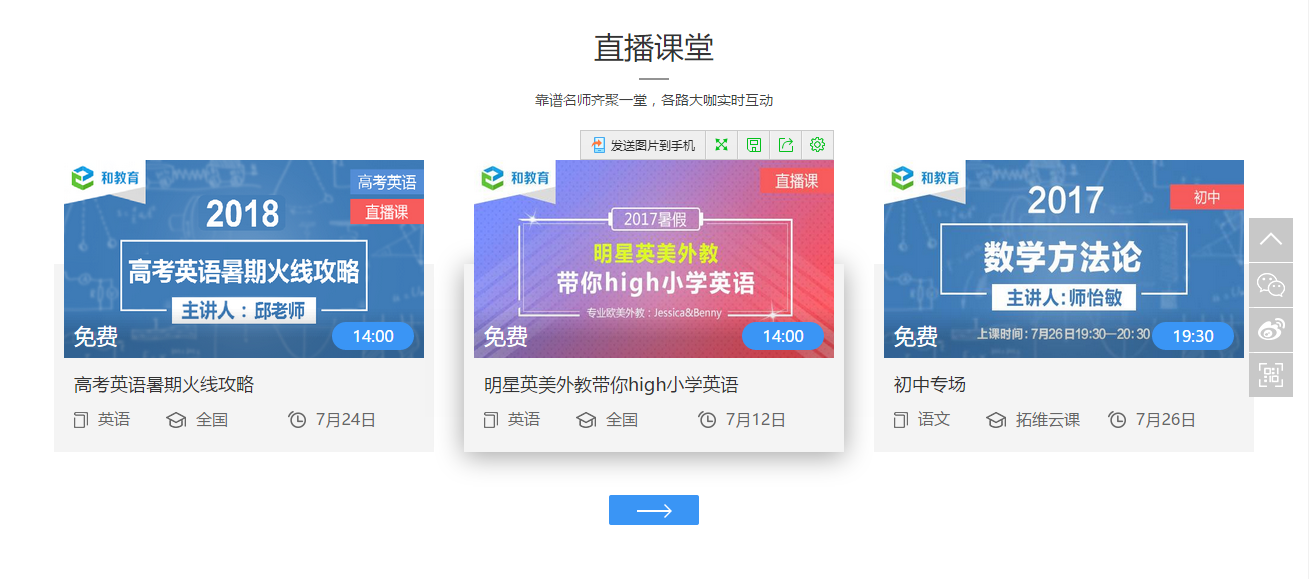 直播课堂
靠谱名师齐聚一堂，各路大咖实时互动
发送图片到手机
和教育
高考英语
直播课
2018
高考英语暑期火线攻略
主讲人：邱老师
免费
14:00
高考英语暑期火线攻略
英语 全国 7月24日
和教育
直播课
2017暑假
明星英美外教
带你high小学英语
专业欧美外教：Jessica&Benny
免费
14:00
明星英美外教带你high小学英语
英语 全国 7月12日
和教育
初中
2017
数学方法论
主讲人:师怡敏
上课时间：7月26日19:30—20:30
免费
19:30
初中专场
语文 拓维云课 7月26日